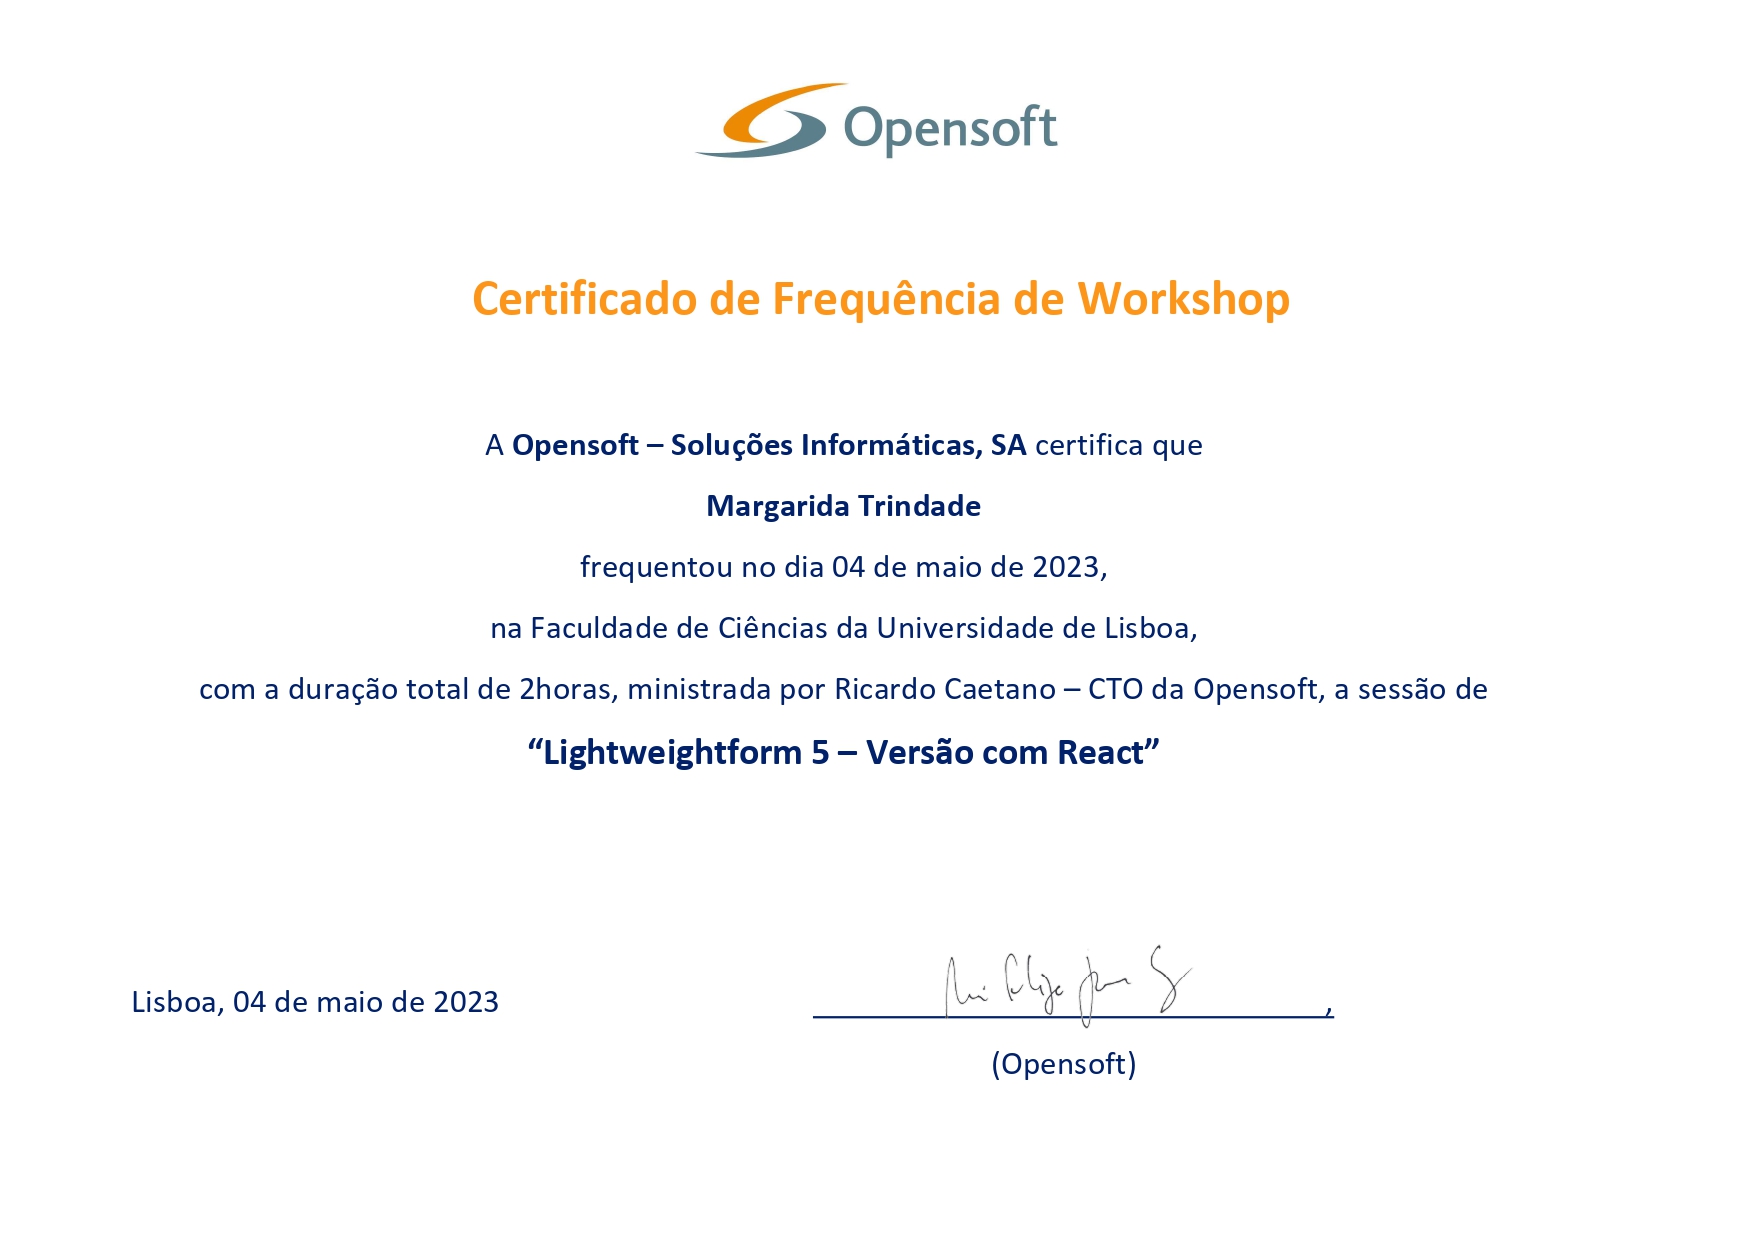 Opensoft
Certificado de Frequência de Workshop
A Opensoft – Soluções Informáticas, SA certifica que
Margarida Trindade
frequentou no dia 04 de maio de 2023,
na Faculdade de Ciências da Universidade de Lisboa,
com a duração total de 2horas, ministrada por Ricardo Caetano – CTO da Opensoft, a sessão de
“Lightweightform 5 – Versão com React”
Lisboa, 04 de maio de 2023
,
(Opensoft)